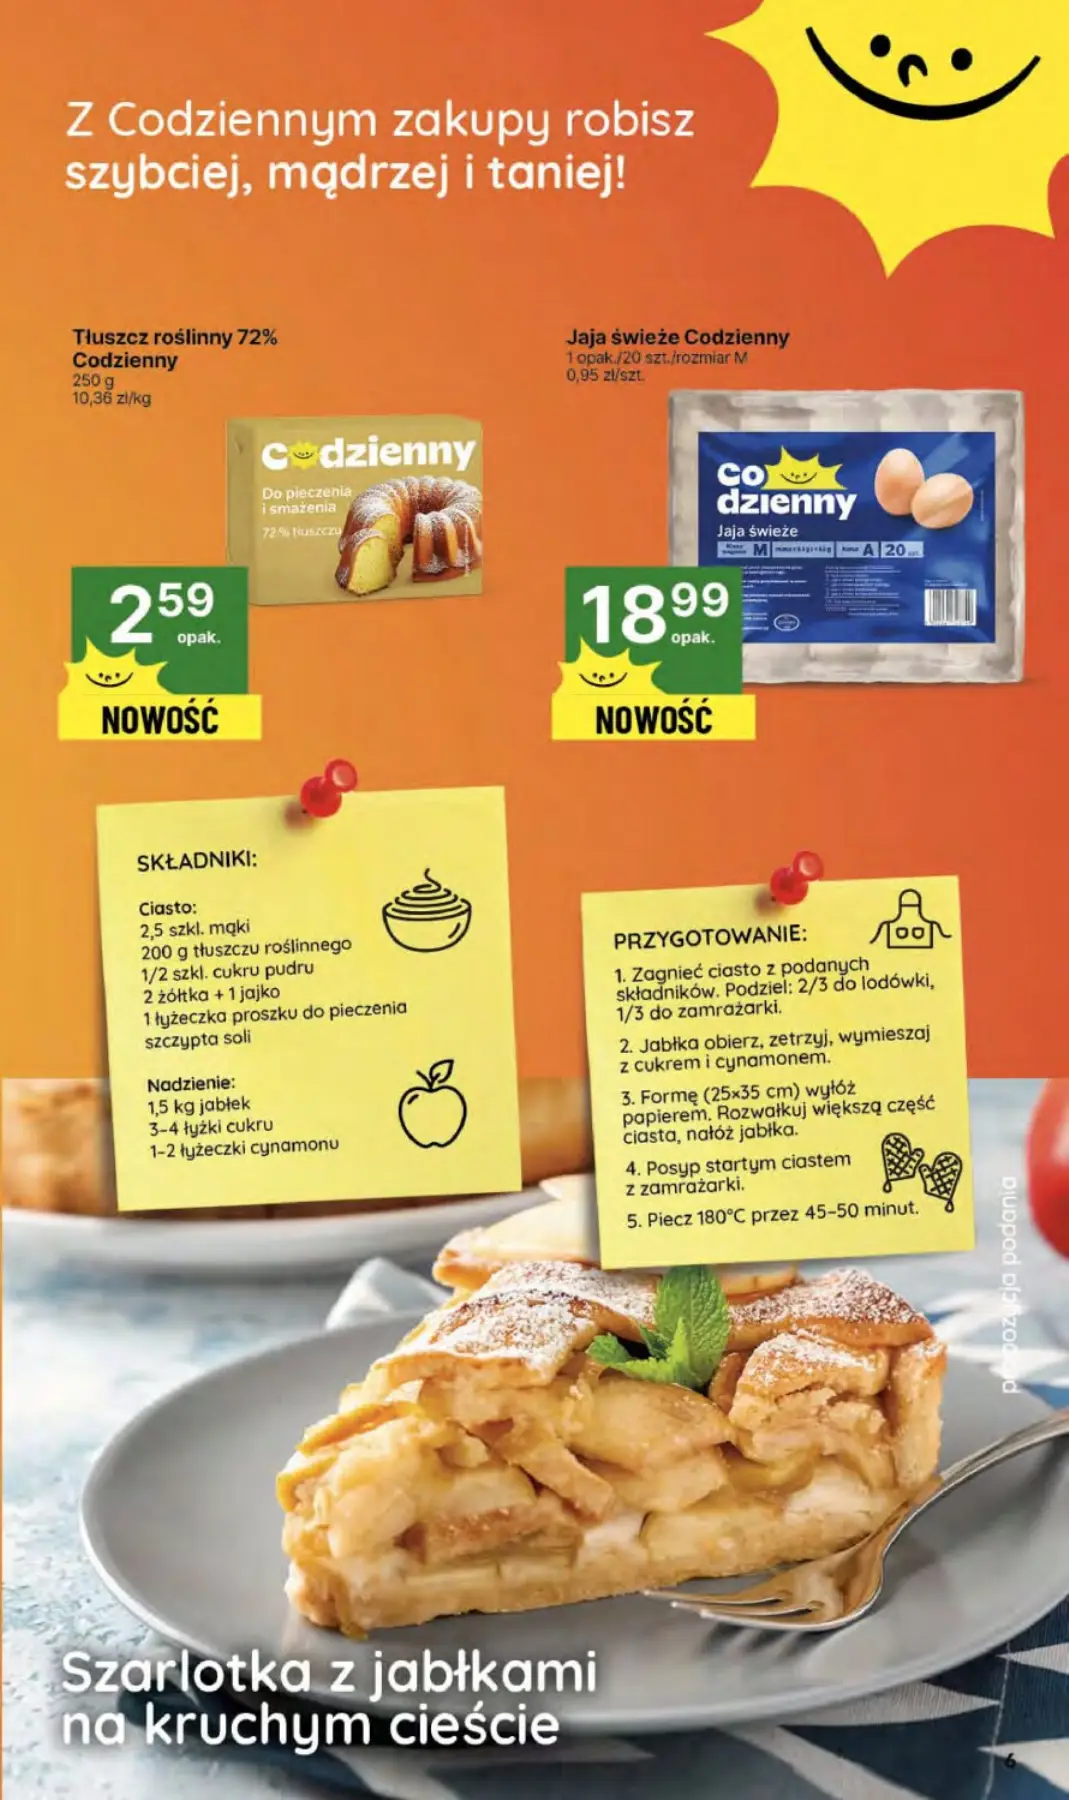 Z Codziennym zakupy robisz
szybciej, mądrzej i taniej!
Tłuszcz roślinny 72%
Codzienny
250 g
10,36 zł/kg
Jaja świeże Codzienny
1 opak./20 szt./rozmiar M
0,95 zł/szt.
Codzienny
Do pieczenia
i smażenia
72% tłuszczu
Co
dzienny
Jaja świeże
M
A
20 szt.
2 59
opak.
NOWOŚĆ
18 99
opak.
NOWOŚĆ
SKŁADNIKI:
Ciasto:
2,5 szkl. mąki
200 g tłuszczu roślinnego
1/2 szkl. cukru pudru
2 żółtka + 1 jajko
1 łyżeczka proszku do pieczenia
szczypta soli
Nadzienie:
1,5 kg jabłek
3-4 łyżki cukru
1-2 łyżeczki cynamonu
PRZYGOTOWANIE:
1. Zagnieć ciasto z podanych
składników. Podziel: 2/3 do lodówki,
1/3 do zamrażarki.
2. Jabłka obierz, zetrzyj, wymieszaj
z cukrem i cynamonem.
3. Formę (25x35 cm) wyłóż
papierem. Rozwałkuj większą część
ciasta, nałóż jabłka.
4. Posyp startym ciastem
z zamrażarki.
5. Piecz 180°C przez 45-50 minut.
propozycja podania
Szarlotka z jabłkami
na kruchym cieście
6